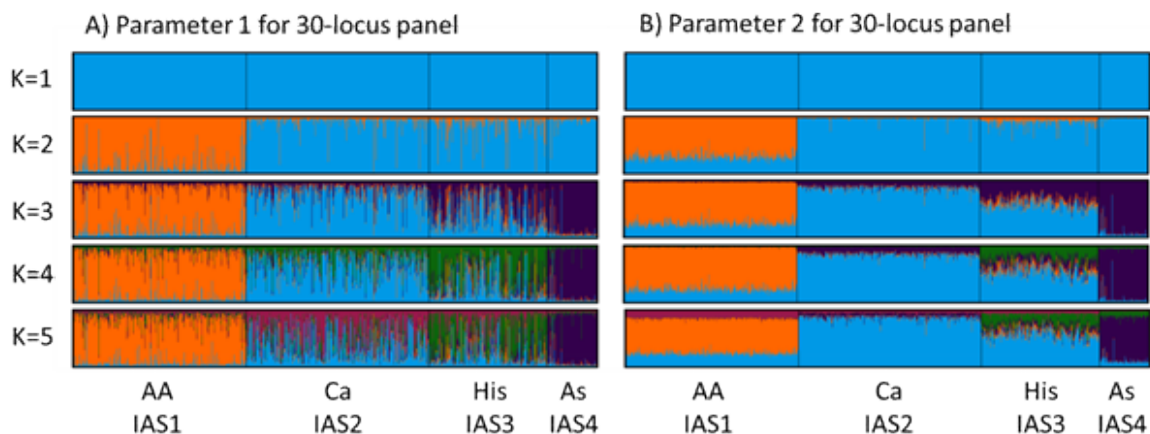 A) Parameter 1 for 30-locus panel
B) Parameter 2 for 30-locus panel
K=1
K=2
K=3
K=4
K=5
AA Ca His As AA Ca His As
IAS1 IAS2 IAS3 IAS4 IAS1 IAS2 IAS3 IAS4